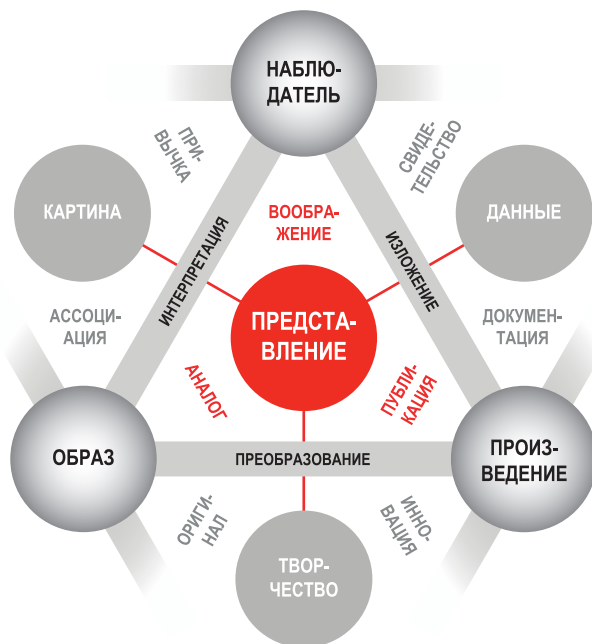 НАБЛЮ-
ДАТЕЛЬ
ПРИ-
ВЫЧКА
СВИДЕ-
ТЕЛЬСТВО
КАРТИНА
ВООБРА-
ЖЕНИЕ
ДАННЫЕ
ИНТЕРПРЕТАЦИЯ
ИЗЛОЖЕНИЕ
АССОЦИ-
АЦИЯ
ПРЕДСТА-
ВЛЕНИЕ
ДОКУМЕН-
ТАЦИЯ
АНАЛОГ
ПУБЛИ-
КАЦИЯ
ОБРАЗ
ПРЕОБРАЗОВАНИЕ
ПРОИЗ-
ВЕДЕНИЕ
ОРИГИ-
НАЛ
ИННО-
ВАЦИЯ
ТВОР-
ЧЕСТВО